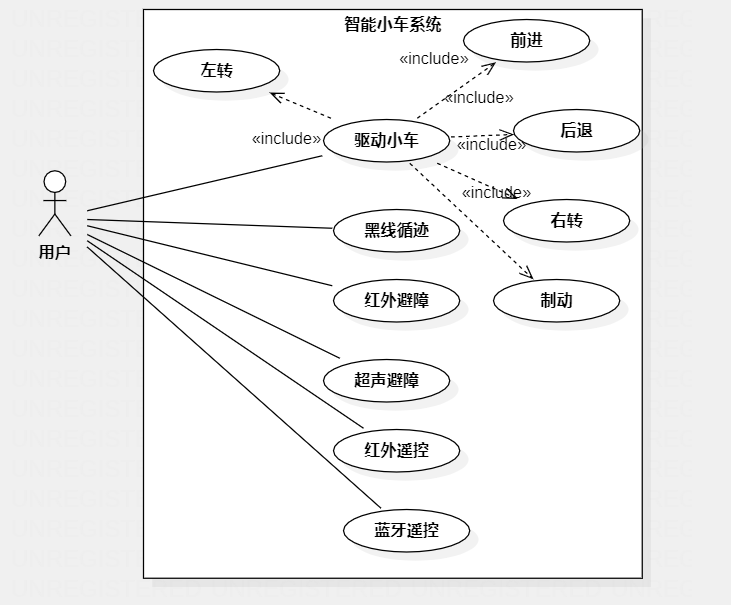 智能小车系统
前进
左转
«include»
«include»
后退
«include»
驱动小车
«include»
«include»
右转
用户
黑线循迹
红外避障
制动
超声避障
红外遥控
蓝牙遥控